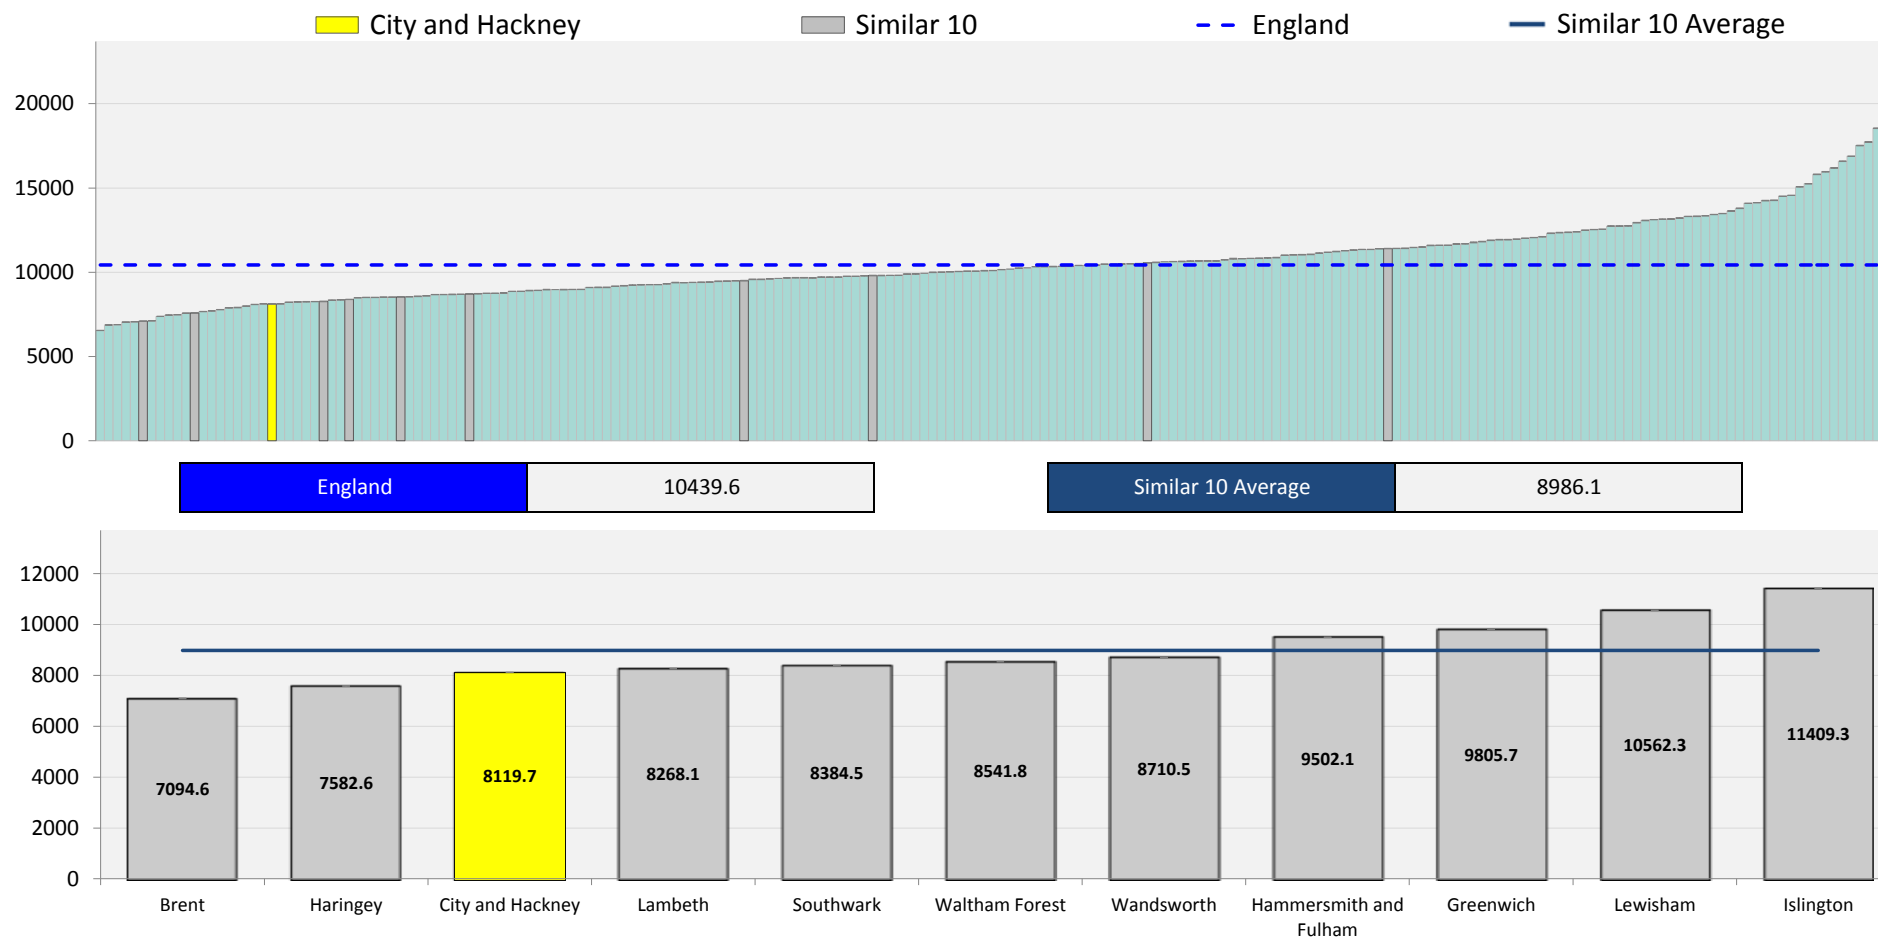 City and Hackney Similar 10 England Similar 10 Average
20000
15000
10000
5000
0
England 10439.6 Similar 10 Average 8986.1
12000
10000
8000
6000
4000
2000
0
7094.6 7582.6 8119.7 8268.1 8384.5 8541.8 8710.5 9502.1 9805.7 10562.3 11409.3
Brent Haringey City and Hackney Lambeth Southwark Waltham Forest Wandsworth Hammersmith and Greenwich Lewisham Islington
Fulham